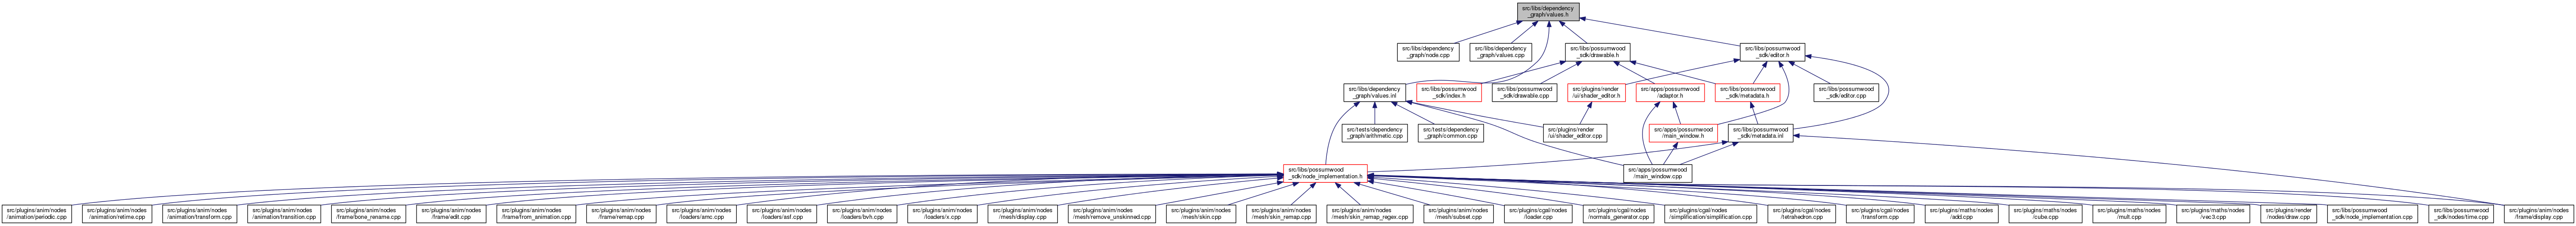 src/libs/dependency
_graph/values.h
src/libs/dependency
_graph/node.cpp
src/libs/dependency
_graph/values.cpp
src/libs/possumwood
_sdk/drawable.h
src/libs/possumwood
_sdk/editor.h
src/libs/dependency
_graph/values.inl
src/libs/possumwood
_sdk/index.h
src/libs/possumwood
_sdk/drawable.cpp
src/plugins/render
/ui/shader_editor.h
src/apps/possumwood
/adaptor.h
src/libs/possumwood
_sdk/metadata.h
src/libs/possumwood
_sdk/editor.cpp
src/tests/dependency
_graph/arithmetic.cpp
src/tests/dependency
_graph/common.cpp
src/plugins/render
/ui/shader_editor.cpp
src/apps/possumwood
/main_window.h
src/libs/possumwood
_sdk/metadata.inl
src/libs/possumwood
_sdk/node_implementation.h
src/apps/possumwood
/main_window.cpp
src/plugins/anim/nodes
/animation/periodic.cpp
src/plugins/anim/nodes
/animation/retime.cpp
src/plugins/anim/nodes
/animation/transform.cpp
src/plugins/anim/nodes
/animation/transition.cpp
src/plugins/anim/nodes
/frame/bone_rename.cpp
src/plugins/anim/nodes
/frame/edit.cpp
src/plugins/anim/nodes
/frame/from_animation.cpp
src/plugins/anim/nodes
/frame/remap.cpp
src/plugins/anim/nodes
/loaders/amc.cpp
src/plugins/anim/nodes
/loaders/asf.cpp
src/plugins/anim/nodes
/loaders/bvh.cpp
src/plugins/anim/nodes
/loaders/x.cpp
src/plugins/anim/nodes
/mesh/display.cpp
src/plugins/anim/nodes
/mesh/remove_unskinned.cpp
src/plugins/anim/nodes
/mesh/skin.cpp
src/plugins/anim/nodes
/mesh/skin_remap.cpp
src/plugins/anim/nodes
/mesh/skin_remap_regex.cpp
src/plugins/anim/nodes
/mesh/subset.cpp
src/plugins/cgal/nodes
/loader.cpp
src/plugins/cgal/nodes
/normals_generator.cpp
src/plugins/cgal/nodes
/simplification/simplification.cpp
src/plugins/cgal/nodes
/tetrahedron.cpp
src/plugins/cgal/nodes
/transform.cpp
src/plugins/maths/nodes
/add.cpp
src/plugins/maths/nodes
/cube.cpp
src/plugins/maths/nodes
/mult.cpp
src/plugins/maths/nodes
/vec3.cpp
src/plugins/render
/nodes/draw.cpp
src/libs/possumwood
_sdk/node_implementation.cpp
src/libs/possumwood
_sdk/nodes/time.cpp
src/plugins/anim/nodes
/frame/display.cpp